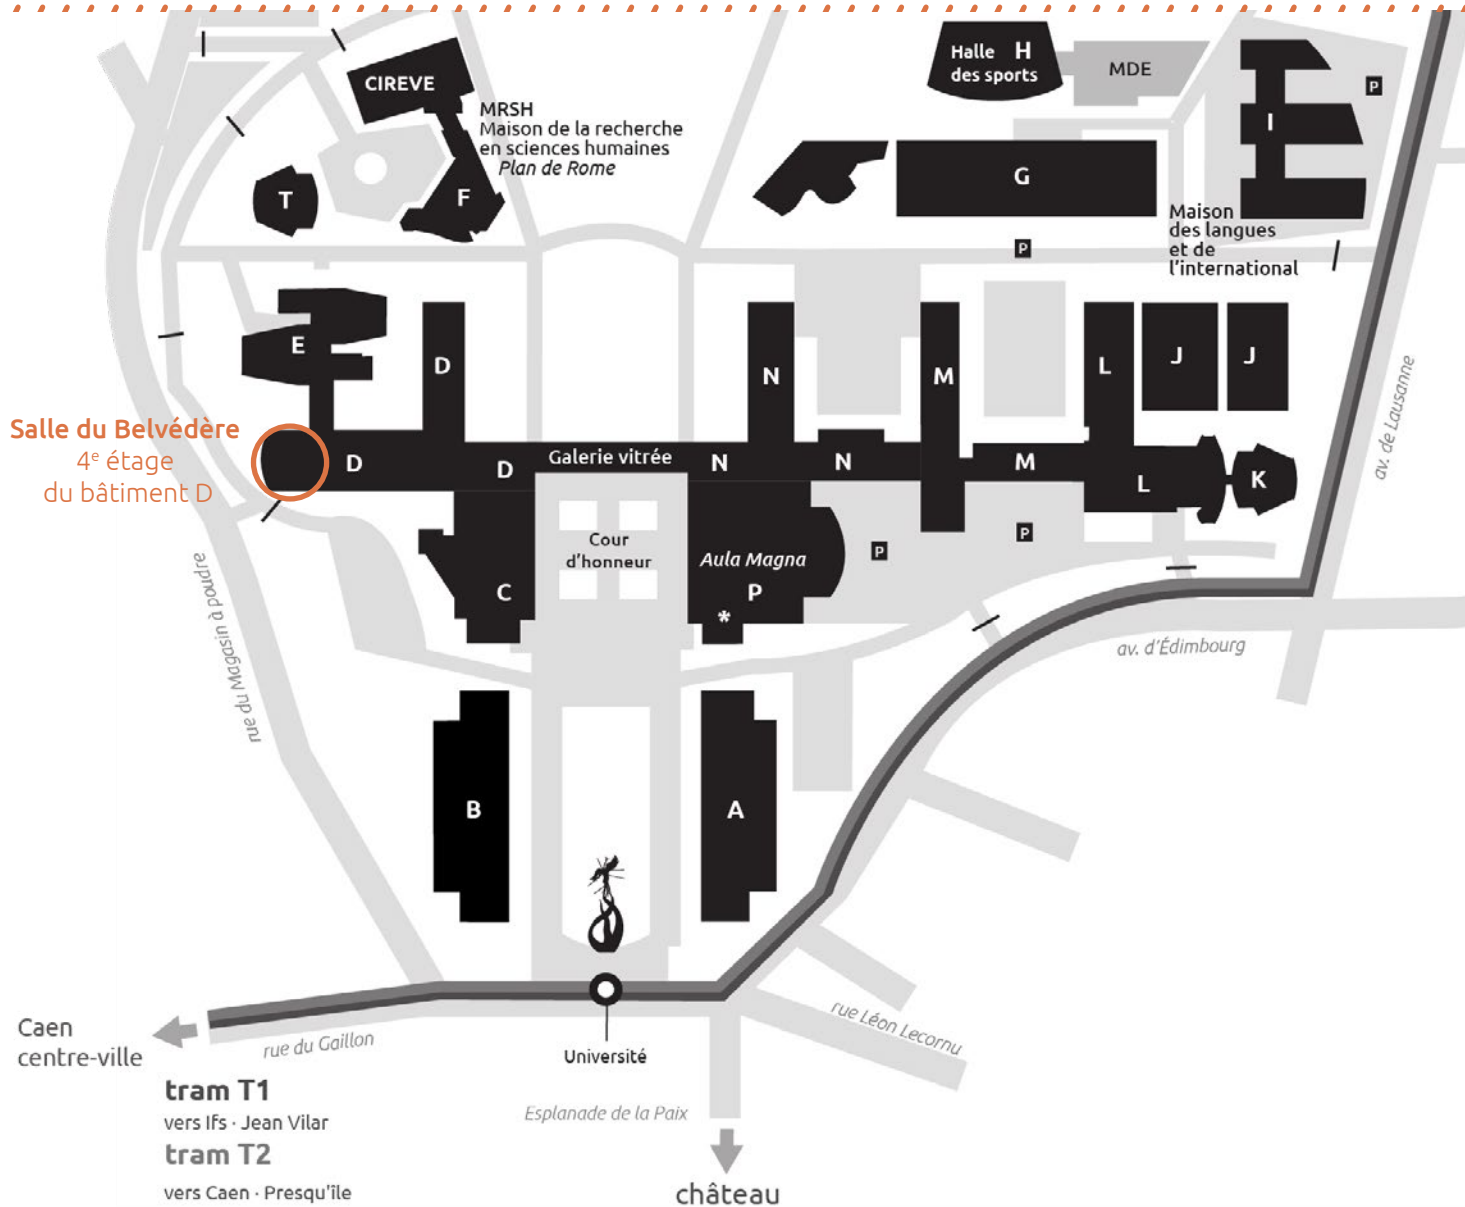 CIREVE
MRSH
Maison de la recherche
en sciences humaines
Plan de Rome
T
F
Halle H
des sports
MDE
P
I
G
Maison
des langues
et de
l'international
P
E
D
N
M
L
J
J
av. de Lausanne
Salle du Belvédère
4e étage
du bâtiment D
D
D
Galerie vitrée
N
N
M
L
K
Cour
d'honneur
Aula Magna
P
*
C
P
P
rue du Magasin à poudre
av. d'Édimbourg
B
A
Caen
centre-ville
rue du Gaillon
Université
rue Léon Lecornu
tram T1
vers Ifs · Jean Vilar
tram T2
vers Caen · Presqu'île
Esplanade de la Paix
château